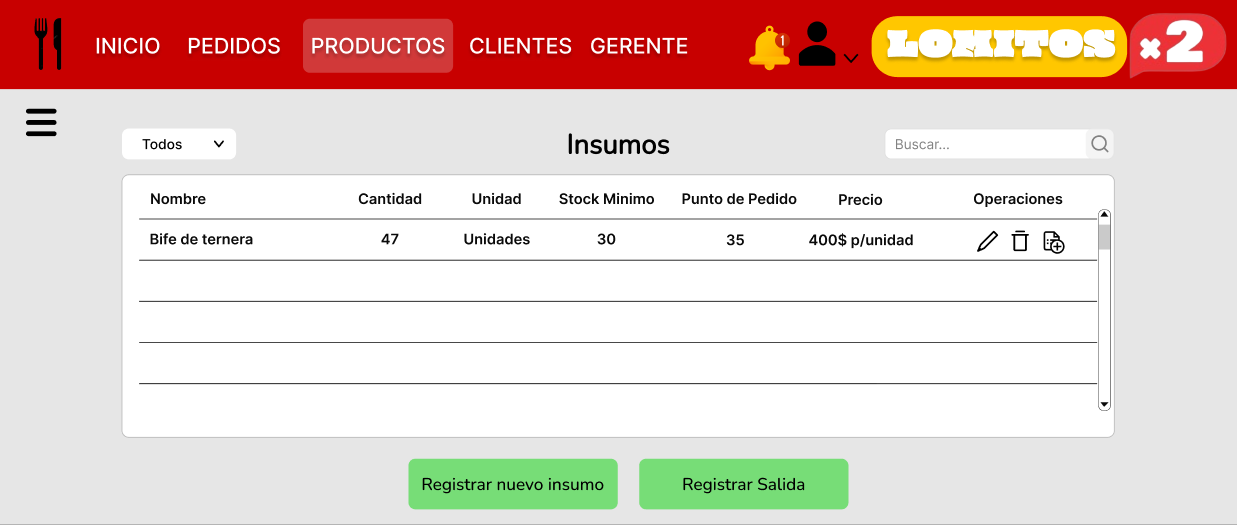 INICIO PEDIDOS PRODUCTOS CLIENTES GERENTE 1 LOMITOS x2
Todos Insumos Buscar...
Nombre Cantidad Unidad Stock Minimo Punto de Pedido Precio Operaciones
Bife de ternera 47 Unidades 30 35 400$ p/unidad
Registrar nuevo insumo Registrar Salida